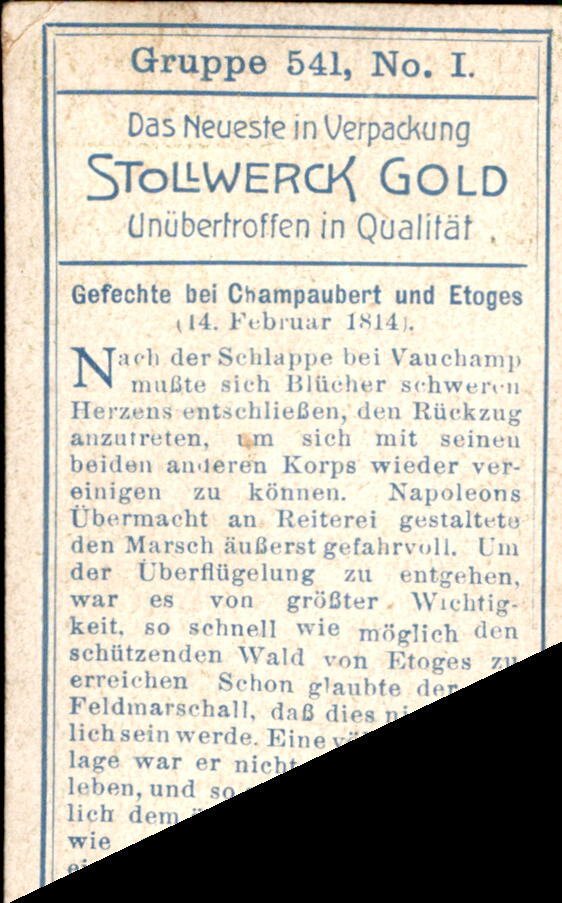 Gruppe 541, No. I.
Das Neueste in Verpackung
STOLLWERCK GOLD
Unübertroffen in Qualität
Gefechte bei Champaubert und Etoges
(14. Februar 1814).
Nach der Schlappe bei Vauchamp
mußte sich Blücher schweren
Herzens entschließen, den Rückzug
anzutreten, um sich mit seinen
beiden anderen Korps wieder ver-
einigen zu können. Napoleons
Übermacht an Reiterei gestaltete
den Marsch äußerst gefahrvoll. Um
der Überflügelung zu entgehen,
war es von größter Wichtig-
keit, so schnell wie möglich den
schützenden Wald von Etoges zu
erreichen Schon glaubte der
Feldmarschall, daß dies
lich sein werde. Eine
lage war er nicht
leben, und so
lich dem
wie